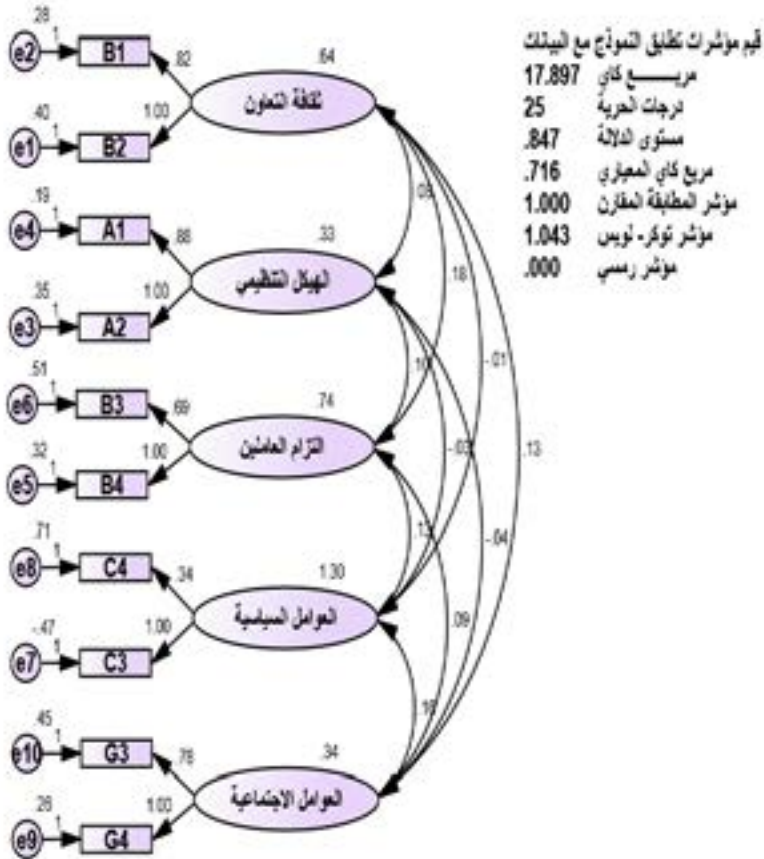 قيم مؤشرات تطابق النموذج مع البيانات
مربـــــــع كاي 17.897
درجات الحرية 25
مستوى الدلالة .847
مربع كاي المعياري .716
مؤشر المطابقة المقارن 1.000
مؤشر توكر- لويس 1.043
مؤشر رمسي .000
.28
e2 1 B1 .82
.64
ثقافة التعاون
.40
e1 1 B2 1.00
.19
e4 1 A1 .88
.33
الهيكل التنظيمي
.35
e3 1 A2 1.00
.51
e6 1 B3 .69
.74
التزام العاملين
.32
e5 1 B4 1.00
.71
e8 1 C4 .34
1.30
العوامل السياسية
-.47
e7 1 C3 1.00
.45
e10 1 G3 .78
.34
العوامل الاجتماعية
.26
e9 1 G4 1.00
.08
.18
-.01
.13
-.03
-.04
.13
.09